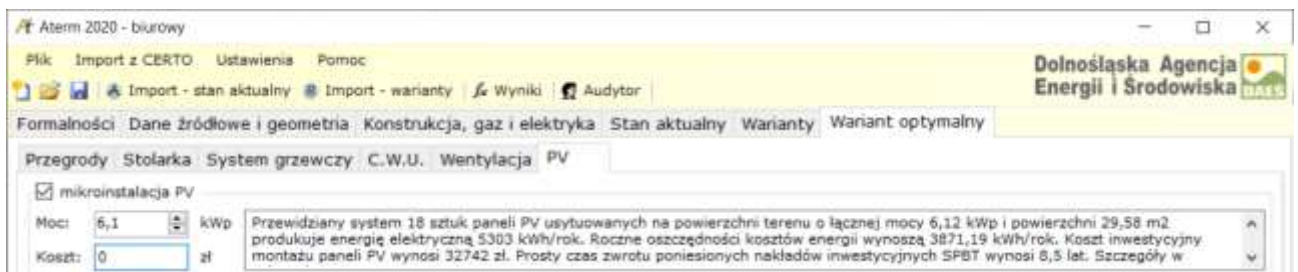 Aterm 2020 - biurowy
Plik Import z CERTO Ustawienia Pomoc
Dolnośląska Agencja
Energii i Środowiska
DAEŚ
Import - stan aktualny Import - warianty fx Wyniki Audytor
Formalności Dane źródłowe i geometria Konstrukcja, gaz i elektryka Stan aktualny Warianty Wariant optymalny
Przegrody Stolarka System grzewczy C.W.U. Wentylacja PV
mikroinstalacja PV
Moc: 6,1 kWp
Koszt: 0 zł
Przewidziany system 18 sztuk paneli PV usytuowanych na powierzchni terenu o łącznej mocy 6,12 kWp i powierzchni 29,58 m2
produkuje energię elektryczną 5303 kWh/rok. Roczne oszczędności kosztów energii wynoszą 3871,19 kWh/rok. Koszt inwestycyjny
montażu paneli PV wynosi 32742 zł. Prosty czas zwrotu poniesionych nakładów inwestycyjnych SPBT wynosi 8,5 lat. Szczegóły w